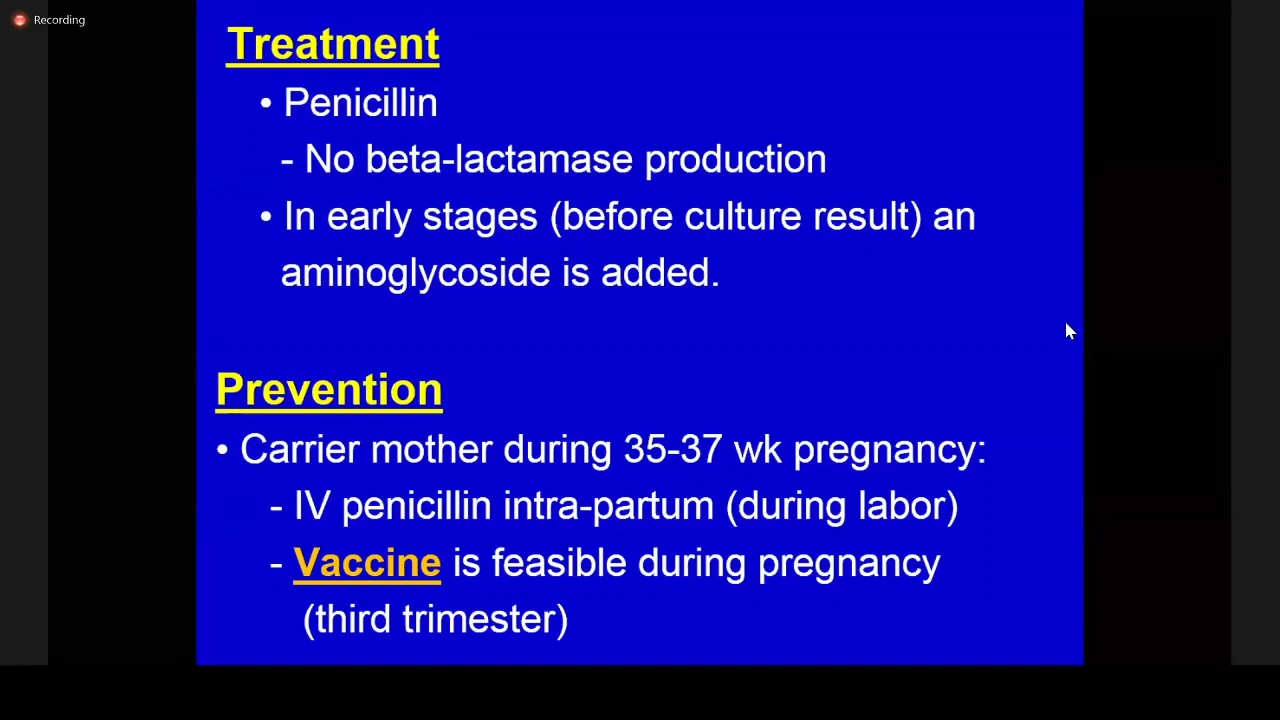 Recording
Treatment
• Penicillin
- No beta-lactamase production
• In early stages (before culture result) an
aminoglycoside is added.
Prevention
• Carrier mother during 35-37 wk pregnancy:
- IV penicillin intra-partum (during labor)
- Vaccine is feasible during pregnancy
(third trimester)